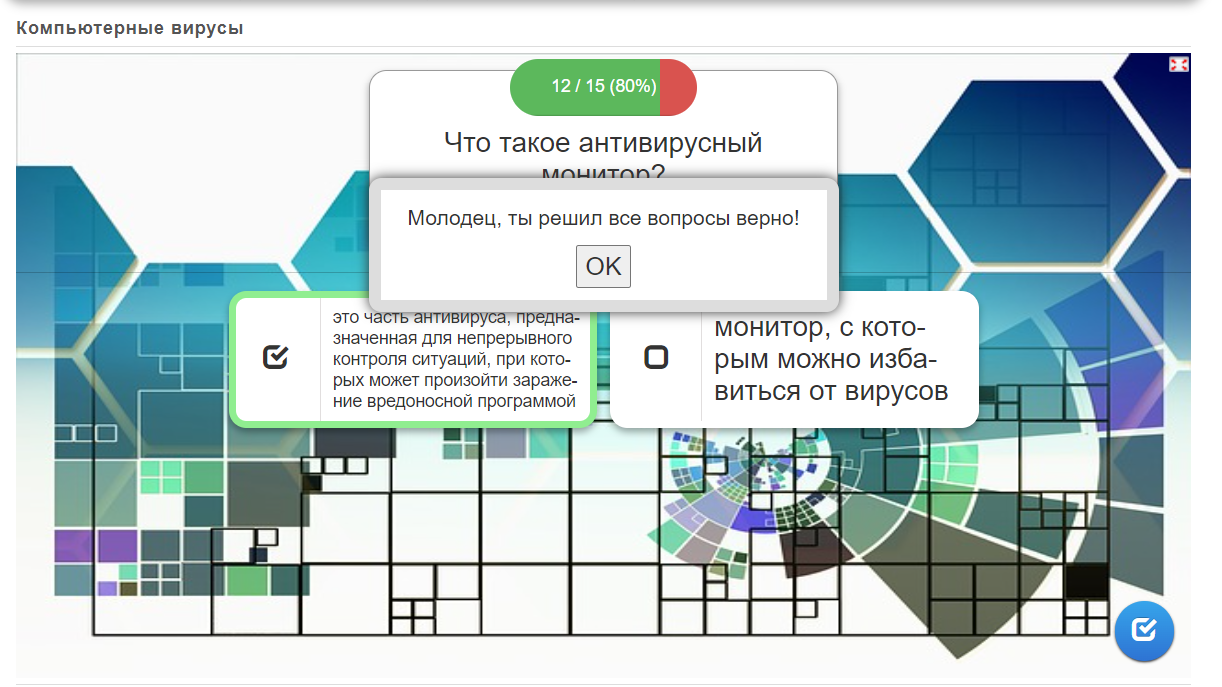 Компьютерные вирусы
12 / 15 (80%)
Что такое антивирусный
монитор?
Молодец, ты решил все вопросы верно!
OK
это часть антивируса, предна-
значенная для непрерывного
контроля ситуаций, при кото-
рых может произойти зараже-
ние вредоносной программой
монитор, с кото-
рым можно изба-
виться от вирусов